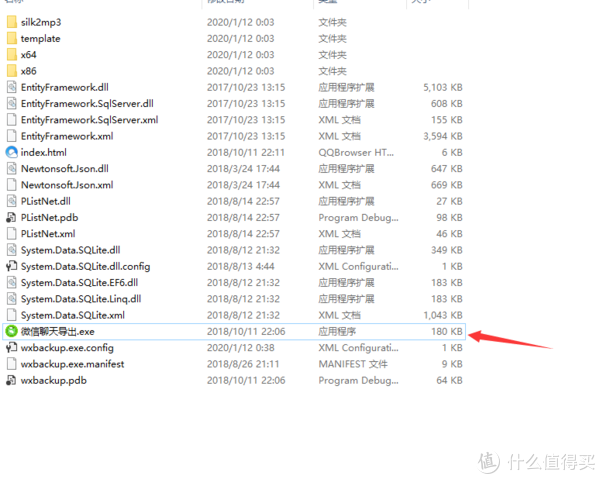 名称 修改日期 类型 大小
silk2mp3 2020/1/12 0:03 文件夹
template 2020/1/12 0:03 文件夹
x64 2020/1/12 0:03 文件夹
x86 2020/1/12 0:03 文件夹
EntityFramework.dll 2017/10/23 13:15 应用程序扩展 5,103 KB
EntityFramework.SqlServer.dll 2017/10/23 13:15 应用程序扩展 608 KB
EntityFramework.SqlServer.xml 2017/10/23 13:15 XML 文档 155 KB
EntityFramework.xml 2017/10/23 13:15 XML 文档 3,594 KB
index.html 2018/10/11 22:11 QQBrowser HT... 6 KB
Newtonsoft.Json.dll 2018/3/24 17:44 应用程序扩展 647 KB
Newtonsoft.Json.xml 2018/3/24 17:44 XML 文档 669 KB
PListNet.dll 2018/8/14 22:57 应用程序扩展 27 KB
PListNet.pdb 2018/8/14 22:57 Program Debug... 98 KB
PListNet.xml 2018/8/14 22:57 XML 文档 46 KB
System.Data.SQLite.dll 2018/8/12 21:32 应用程序扩展 349 KB
System.Data.SQLite.dll.config 2018/8/13 4:44 XML Configurati... 1 KB
System.Data.SQLite.EF6.dll 2018/8/12 21:32 应用程序扩展 183 KB
System.Data.SQLite.Linq.dll 2018/8/12 21:32 应用程序扩展 183 KB
System.Data.SQLite.xml 2018/8/12 21:32 XML 文档 1,043 KB
微信聊天导出.exe 2018/10/11 22:06 应用程序 180 KB
wxbackup.exe.config 2020/1/12 0:38 XML Configurati... 1 KB
wxbackup.exe.manifest 2018/8/26 21:11 MANIFEST 文件 9 KB
wxbackup.pdb 2018/10/11 22:06 Program Debug... 64 KB
值 什么值得买